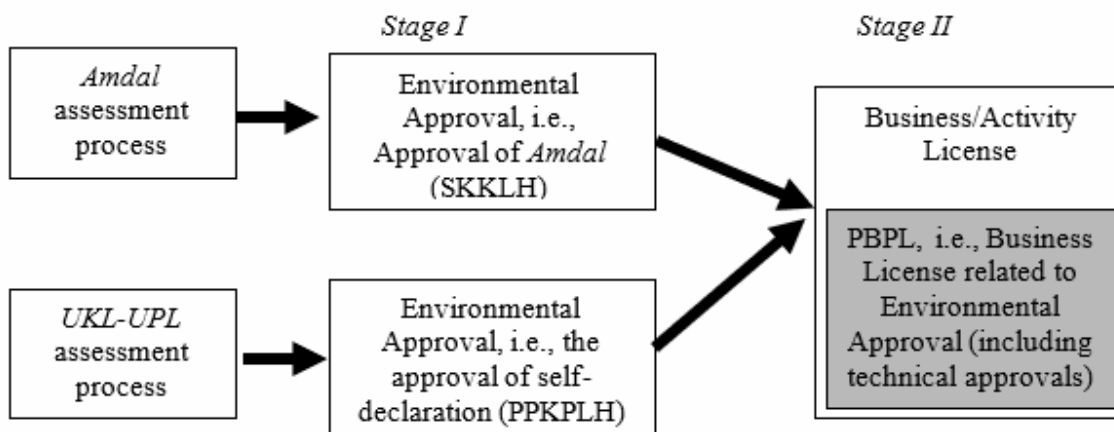 Stage I
Stage II
Amdal
assessment
process
Environmental
Approval, i.e.,
Approval of Amdal
(SKKLH)
Business/Activity
License
PBPL, i.e., Business
License related to
Environmental
Approval (including
technical approvals)
UKL-UPL
assessment
process
Environmental
Approval, i.e., the
approval of self-
declaration (PPKPLH)